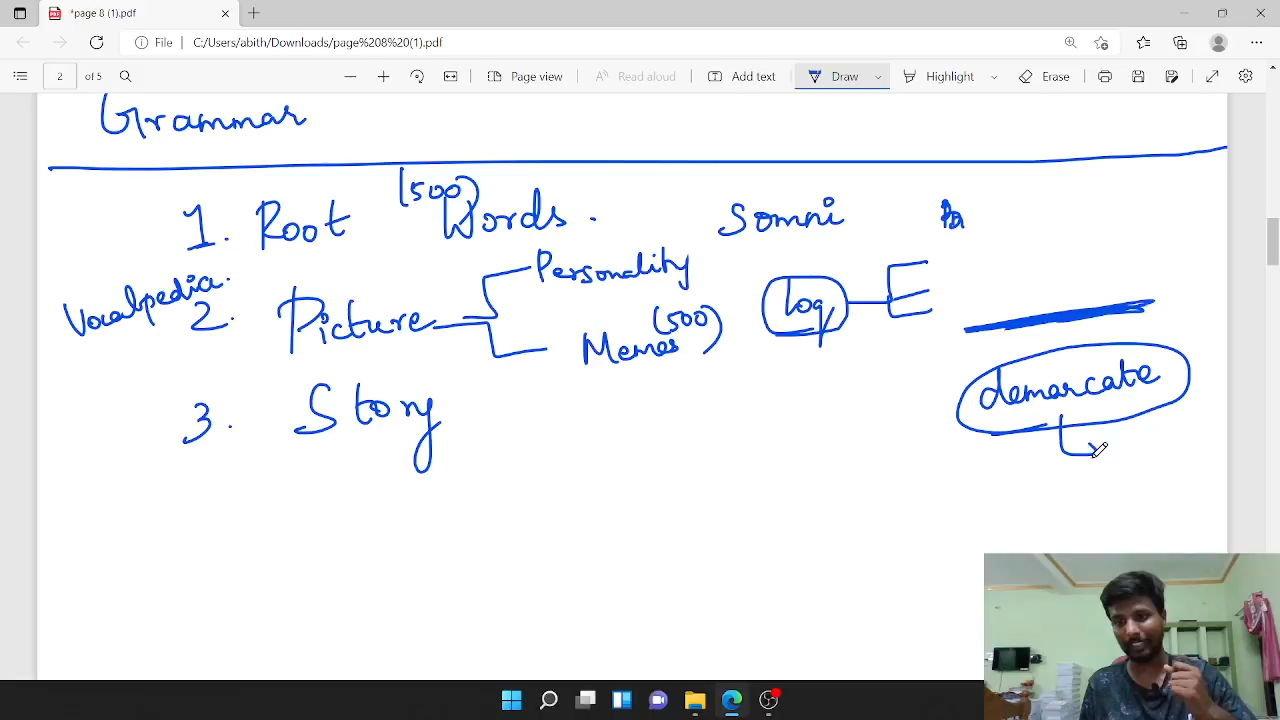 *page 8 (1).pdf
File C:/Users/abith/Downloads/page%208%20(1).pdf
2 of 5 Page view Read aloud Add text Draw Highlight Erase
Grammar
(500)
1. Root Words. Somni
Personality
Vocabpedia.
2. Picture log
(500)
Memes
demarcate
3. Story